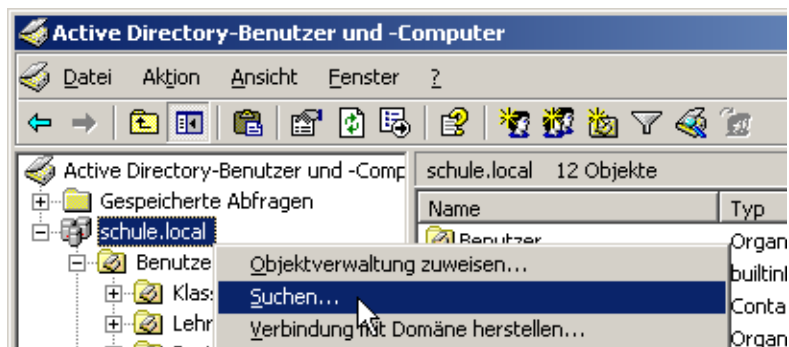 Active Directory-Benutzer und -Computer
Datei Aktion Ansicht Fenster ?
Active Directory-Benutzer und -Comp
schule.local 12 Objekte
Gespeicherte Abfragen
Name Typ
schule.local
Benutzer
Organ
Benutze
Objektverwaltung zuweisen...
builtinl
Klas
Suchen...
Conta
Lehr
Verbindung mit Domäne herstellen...
Organ